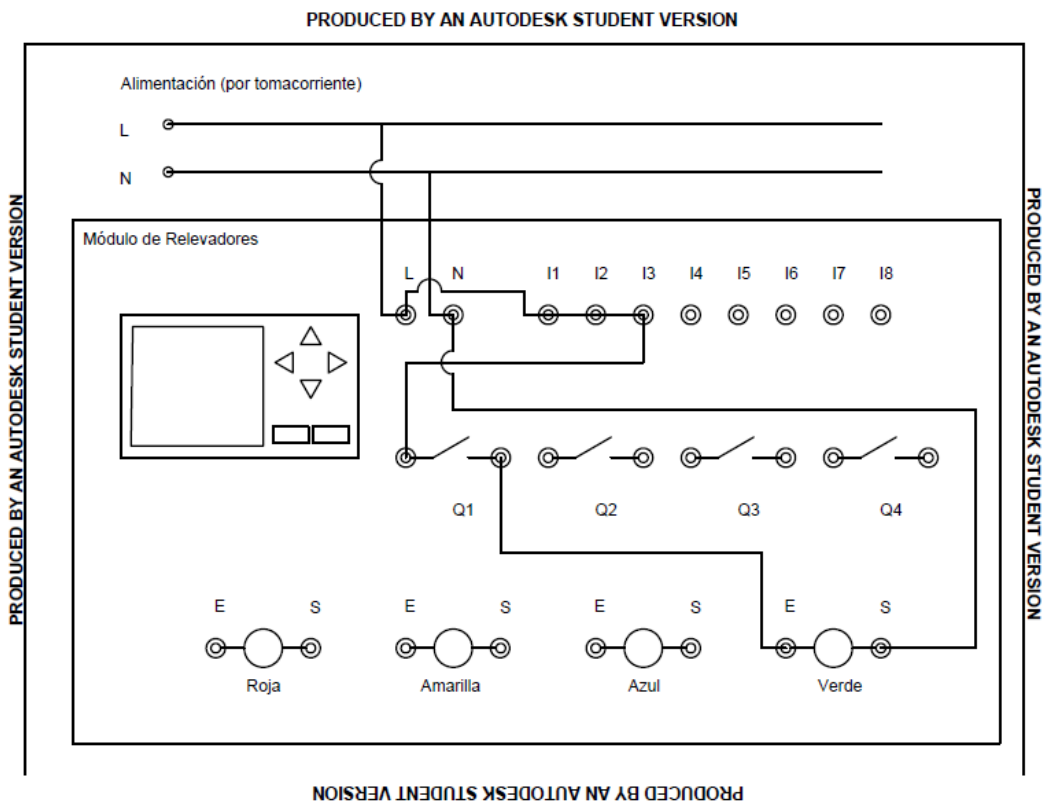 PRODUCED BY AN AUTODESK STUDENT VERSION
Alimentación (por tomacorriente)
L
N
PRODUCED BY AN AUTODESK STUDENT VERSION
PRODUCED BY AN AUTODESK STUDENT VERSION
Módulo de Relevadores
L N I1 I2 I3 I4 I5 I6 I7 I8
Q1 Q2 Q3 Q4
E S E S E S E S
Roja Amarilla Azul Verde
PRODUCED BY AN AUTODESK STUDENT VERSION